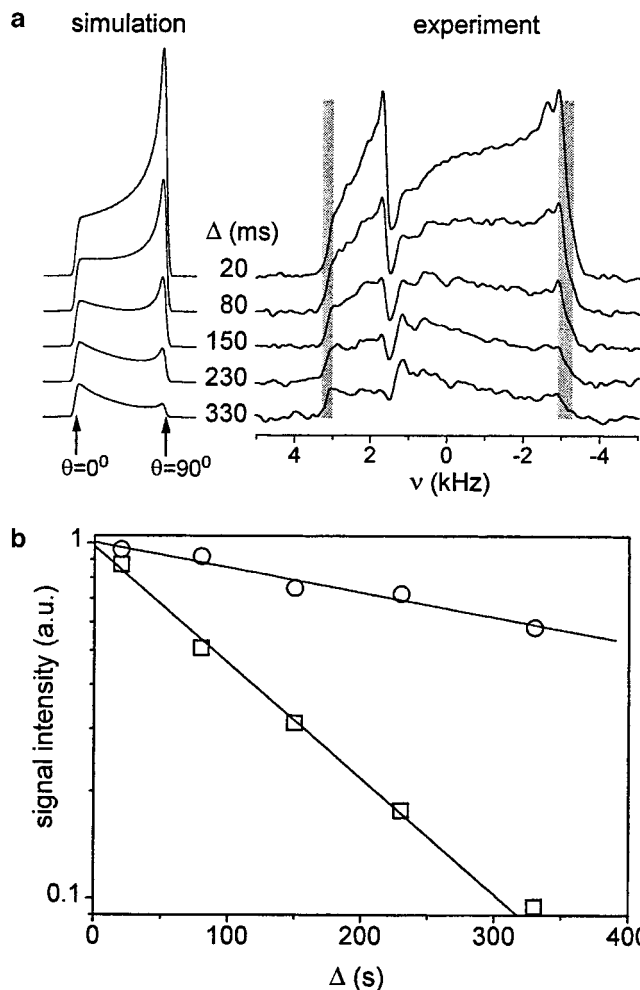 a
simulation
experiment
Δ (ms)
20
80
150
230
330
θ=0⁰
θ=90⁰
4 2 0 -2 -4
ν (kHz)
b
signal intensity (a.u.)
1
0.1
0 100 200 300 400
Δ (s)